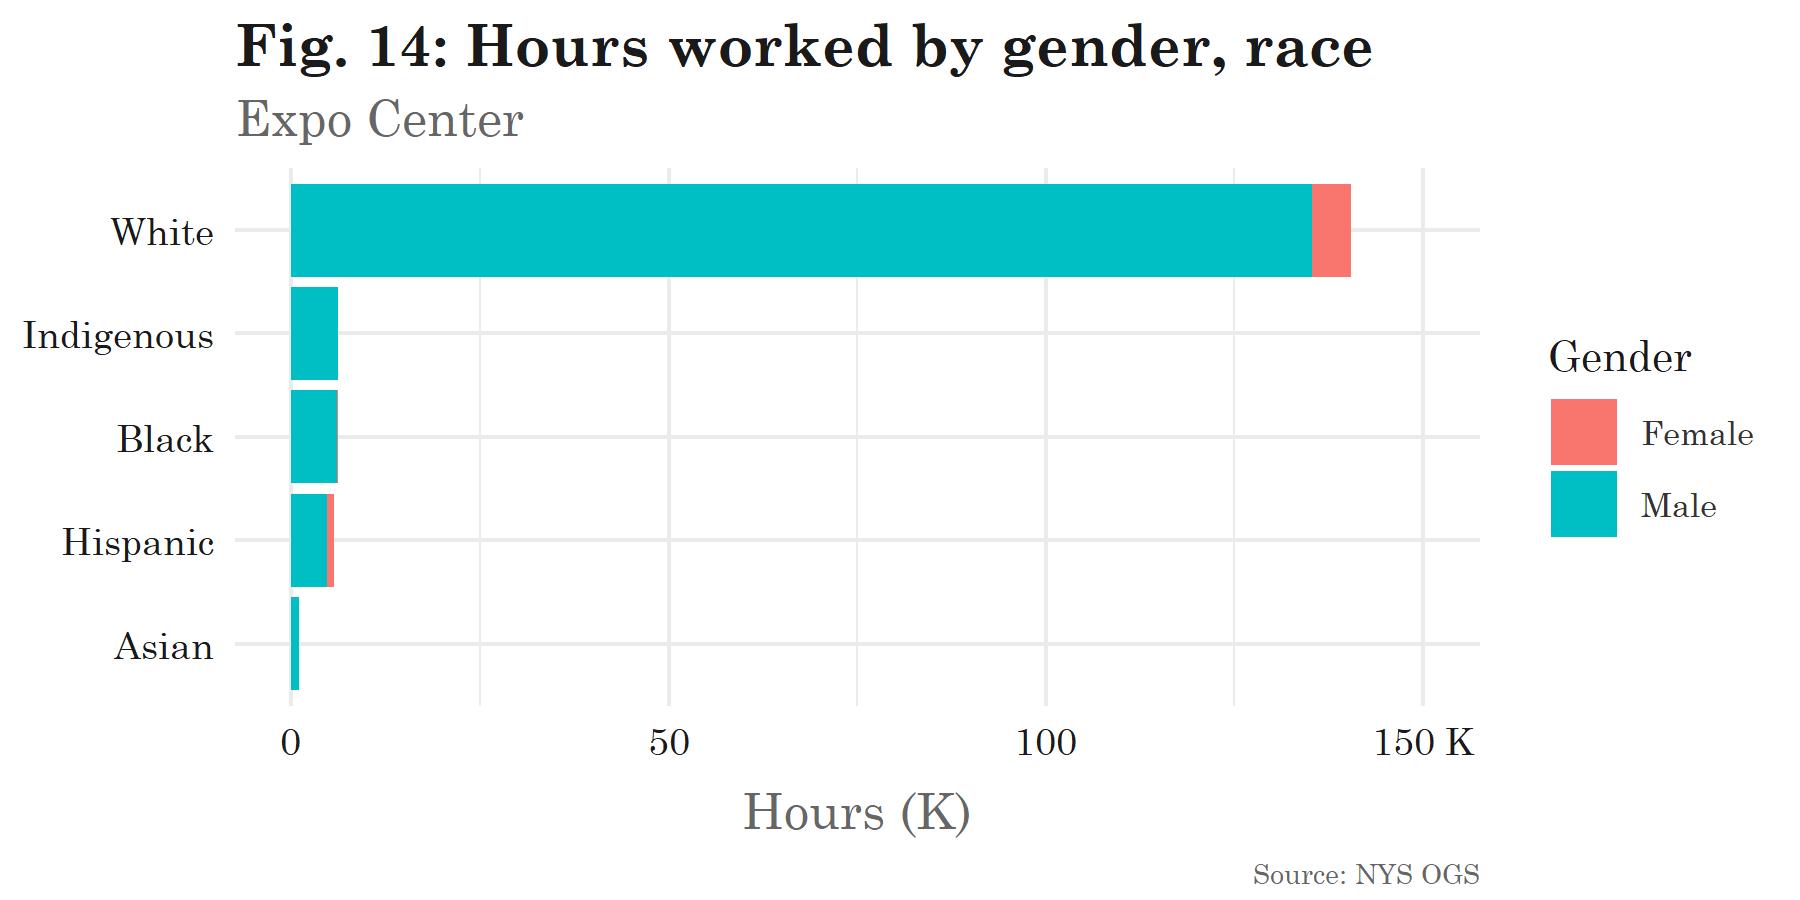 Fig. 14: Hours worked by gender, race
Expo Center
White
Indigenous
Black
Hispanic
Asian
0 50 100 150 K
Hours (K)
Gender
Female
Male
Source: NYS OGS